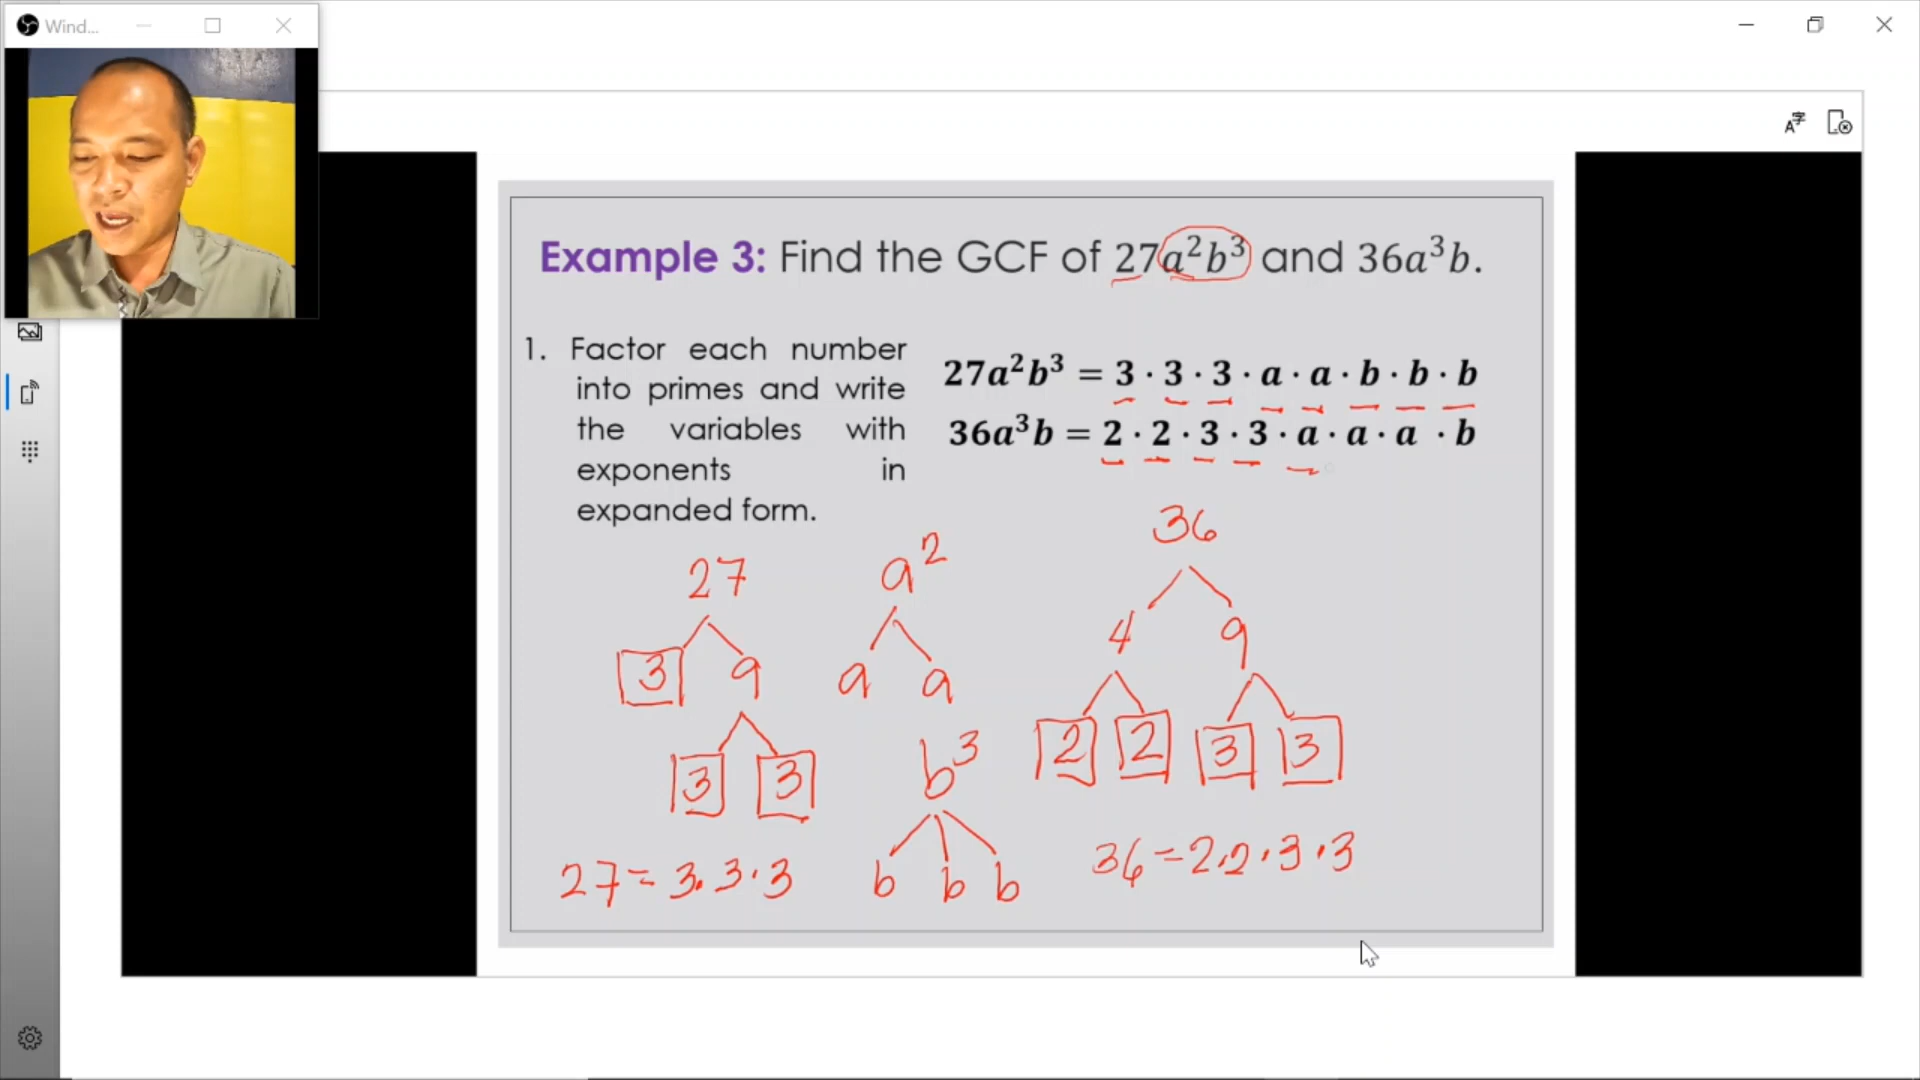 Wind...
Example 3: Find the GCF of 27a²b³ and 36a³b.
1. Factor each number
into primes and write
the variables with
exponents in
expanded form.
27a²b³ = 3 · 3 · 3 · a · a · b · b · b
36a³b = 2 · 2 · 3 · 3 · a · a · a · b
27
3 9
3 3
27 = 3 · 3 · 3
a²
a a
b³
b b b
36
4 9
2 2 3 3
36 = 2 · 2 · 3 · 3